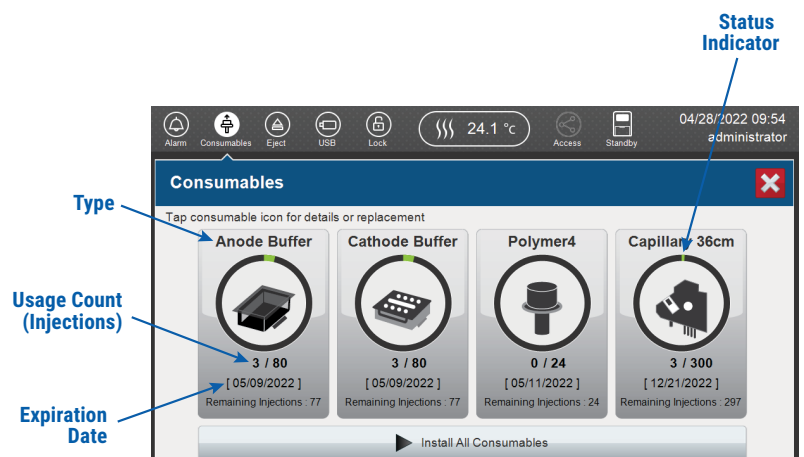 Status
Indicator
04/28/2022 09:54
administrator
24.1 °c
Alarm
Consumables
Eject
USB
Lock
Access
Standby
Consumables
Type
Tap consumable icon for details or replacement
Anode Buffer
Cathode Buffer
Polymer4
Capillary 36cm
Usage Count
(Injections)
3 / 80
3 / 80
0 / 24
3 / 300
[ 05/09/2022 ]
[ 05/09/2022 ]
[ 05/11/2022 ]
[ 12/21/2022 ]
Remaining Injections : 77
Remaining Injections : 77
Remaining Injections : 24
Remaining Injections : 297
Expiration
Date
Install All Consumables